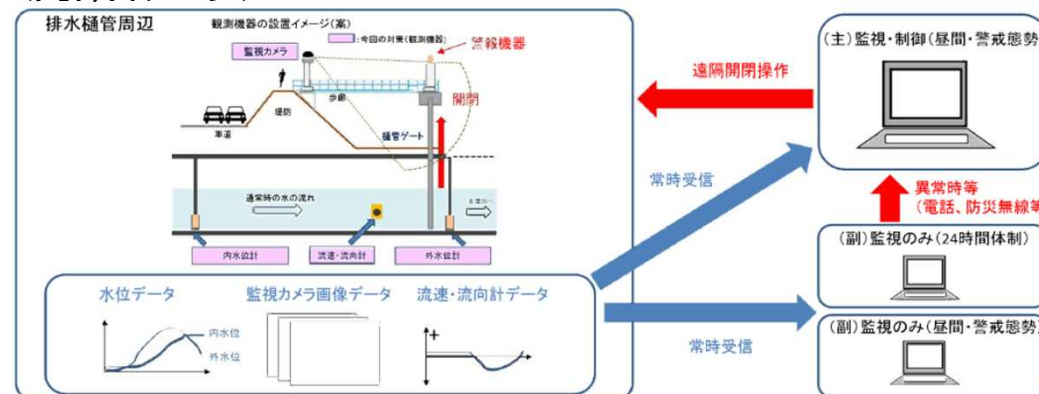 排水樋管周辺
観測機器の設置イメージ(案)
:今回の対策(観測機器)
監視カメラ
警報機器
歩廊
開閉
堤防
車道
樋管ゲート
通常時の水の流れ
内水位計
流速・流向計
外水位計
水位データ
監視カメラ画像データ
流速・流向計データ
内水位
外水位
+
-
遠隔開閉操作
常時受信
常時受信
(主)監視・制御(昼間・警戒態勢
異常時等
(電話、防災無線等
(副)監視のみ(24時間体制)
(副)監視のみ(昼間・警戒態勢)